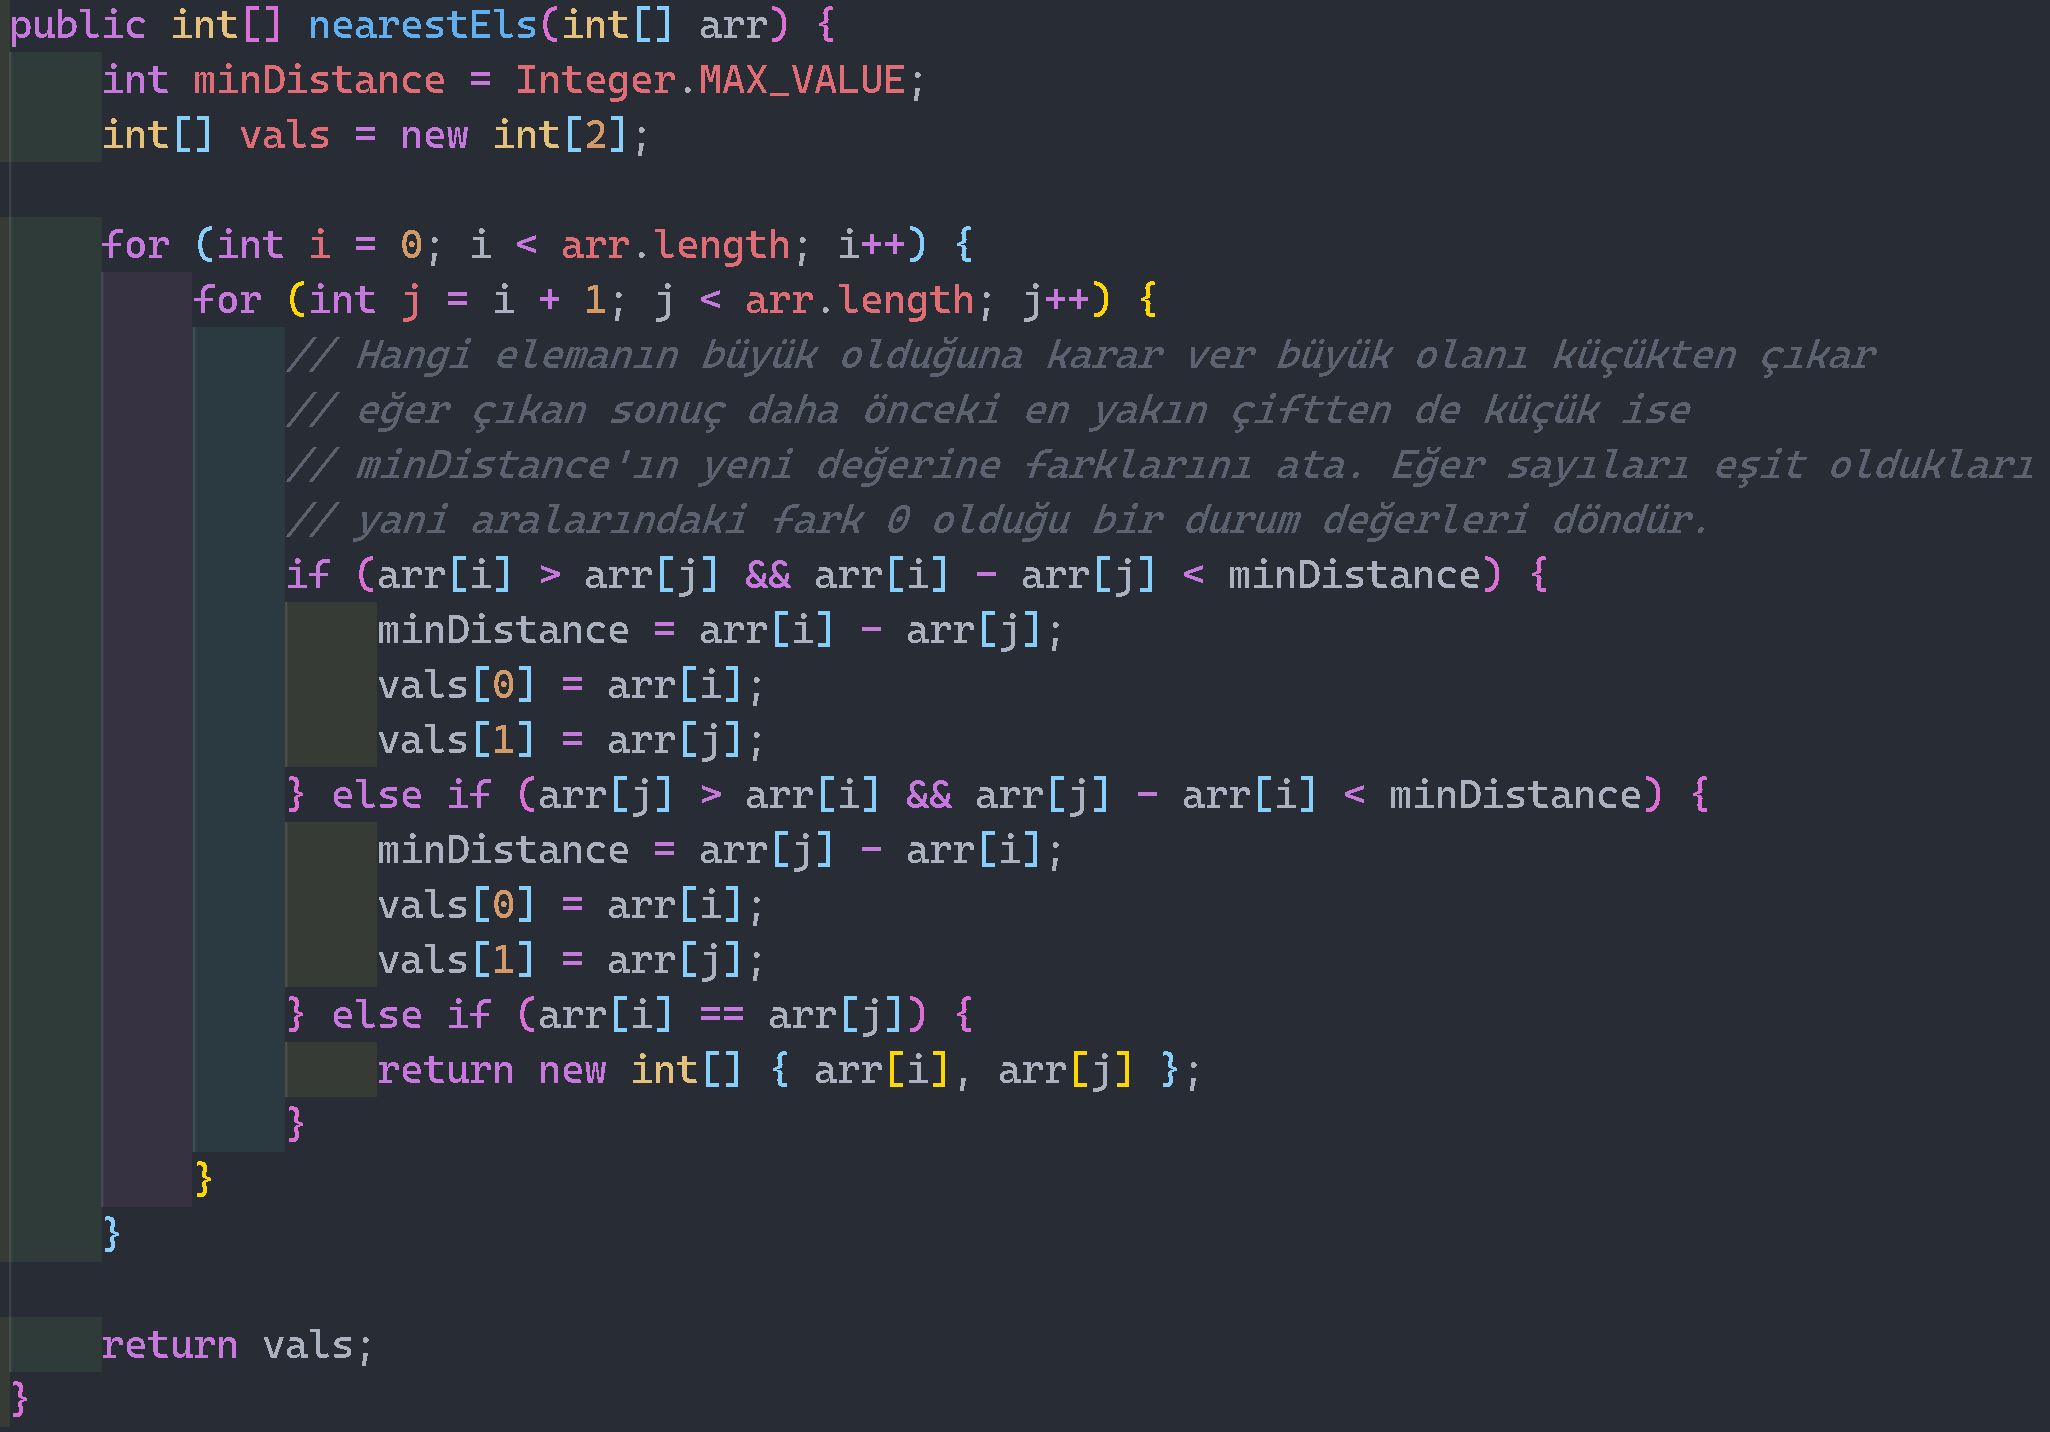 public int[] nearestEls(int[] arr) {
    int minDistance = Integer.MAX_VALUE;
    int[] vals = new int[2];

    for (int i = 0; i < arr.length; i++) {
        for (int j = i + 1; j < arr.length; j++) {
            // Hangi elemanın büyük olduğuna karar ver büyük olanı küçükten çıkar
            // eğer çıkan sonuç daha önceki en yakın çiftten de küçük ise
            // minDistance'ın yeni değerine farklarını ata. Eğer sayıları eşit oldukları
            // yani aralarındaki fark 0 olduğu bir durum değerleri döndür.
            if (arr[i] > arr[j] && arr[i] - arr[j] < minDistance) {
                minDistance = arr[i] - arr[j];
                vals[0] = arr[i];
                vals[1] = arr[j];
            } else if (arr[j] > arr[i] && arr[j] - arr[i] < minDistance) {
                minDistance = arr[j] - arr[i];
                vals[0] = arr[i];
                vals[1] = arr[j];
            } else if (arr[i] == arr[j]) {
                return new int[] { arr[i], arr[j] };
            }
        }
    }

    return vals;
}